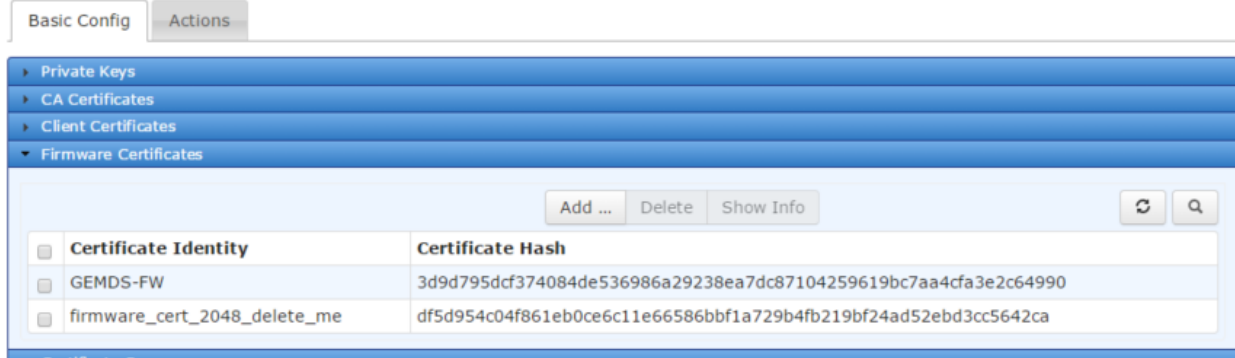 Basic Config Actions
Private Keys
CA Certificates
Client Certificates
Firmware Certificates
Add ... Delete Show Info
Certificate Identity Certificate Hash
GEMDS-FW 3d9d795dcf374084de536986a29238ea7dc87104259619bc7aa4cfa3e2c64990
firmware_cert_2048_delete_me df5d954c04f861eb0ce6c11e66586bbf1a729b4fb219bf24ad52ebd3cc5642ca